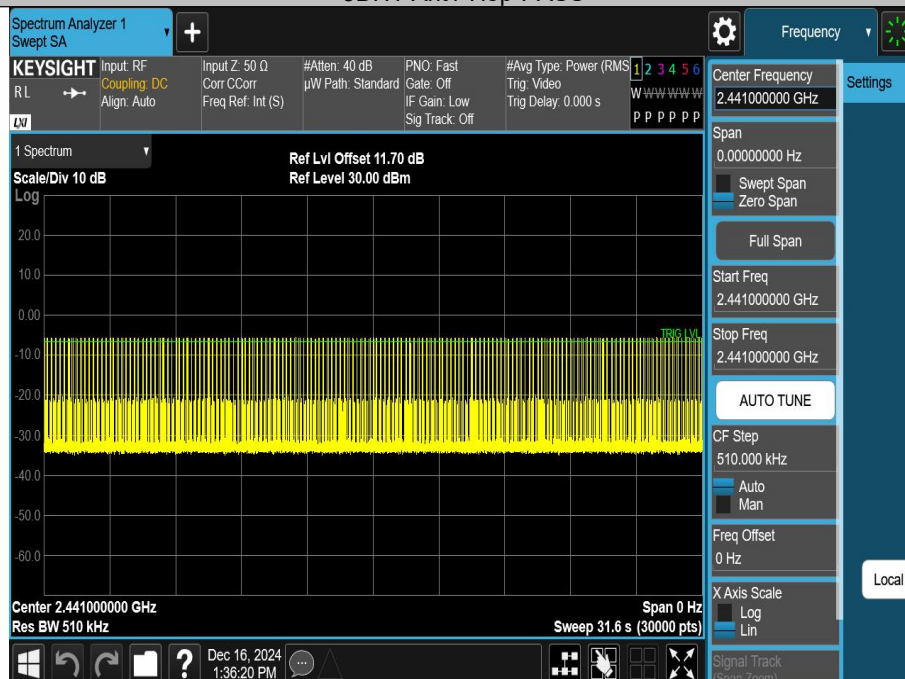 Spectrum Analyzer 1
Swept SA
Frequency
KEYSIGHT
RL
LXI
Input: RF
Coupling: DC
Align: Auto
Input Z: 50 Ω
Corr CCorr
Freq Ref: Int (S)
#Atten: 40 dB
µW Path: Standard
PNO: Fast
Gate: Off
IF Gain: Low
Sig Track: Off
#Avg Type: Power (RMS
Trig: Video
Trig Delay: 0.000 s
1 2 3 4 5 6
W W W W W W
P P P P P P
Center Frequency
2.441000000 GHz
Settings
Span
0.00000000 Hz
Swept Span
Zero Span
Full Span
Start Freq
2.441000000 GHz
Stop Freq
2.441000000 GHz
AUTO TUNE
CF Step
510.000 kHz
Auto
Man
Freq Offset
0 Hz
X Axis Scale
Log
Lin
Signal Track
(Span Zoom)
Local
1 Spectrum
Scale/Div 10 dB
Log
Ref Lvl Offset 11.70 dB
Ref Level 30.00 dBm
20.0
10.0
0.00
TRIG LVL
-10.0
-20.0
-30.0
-40.0
-50.0
-60.0
Center 2.441000000 GHz
Res BW 510 kHz
Span 0 Hz
Sweep 31.6 s (30000 pts)
?
Dec 16, 2024
1:36:20 PM